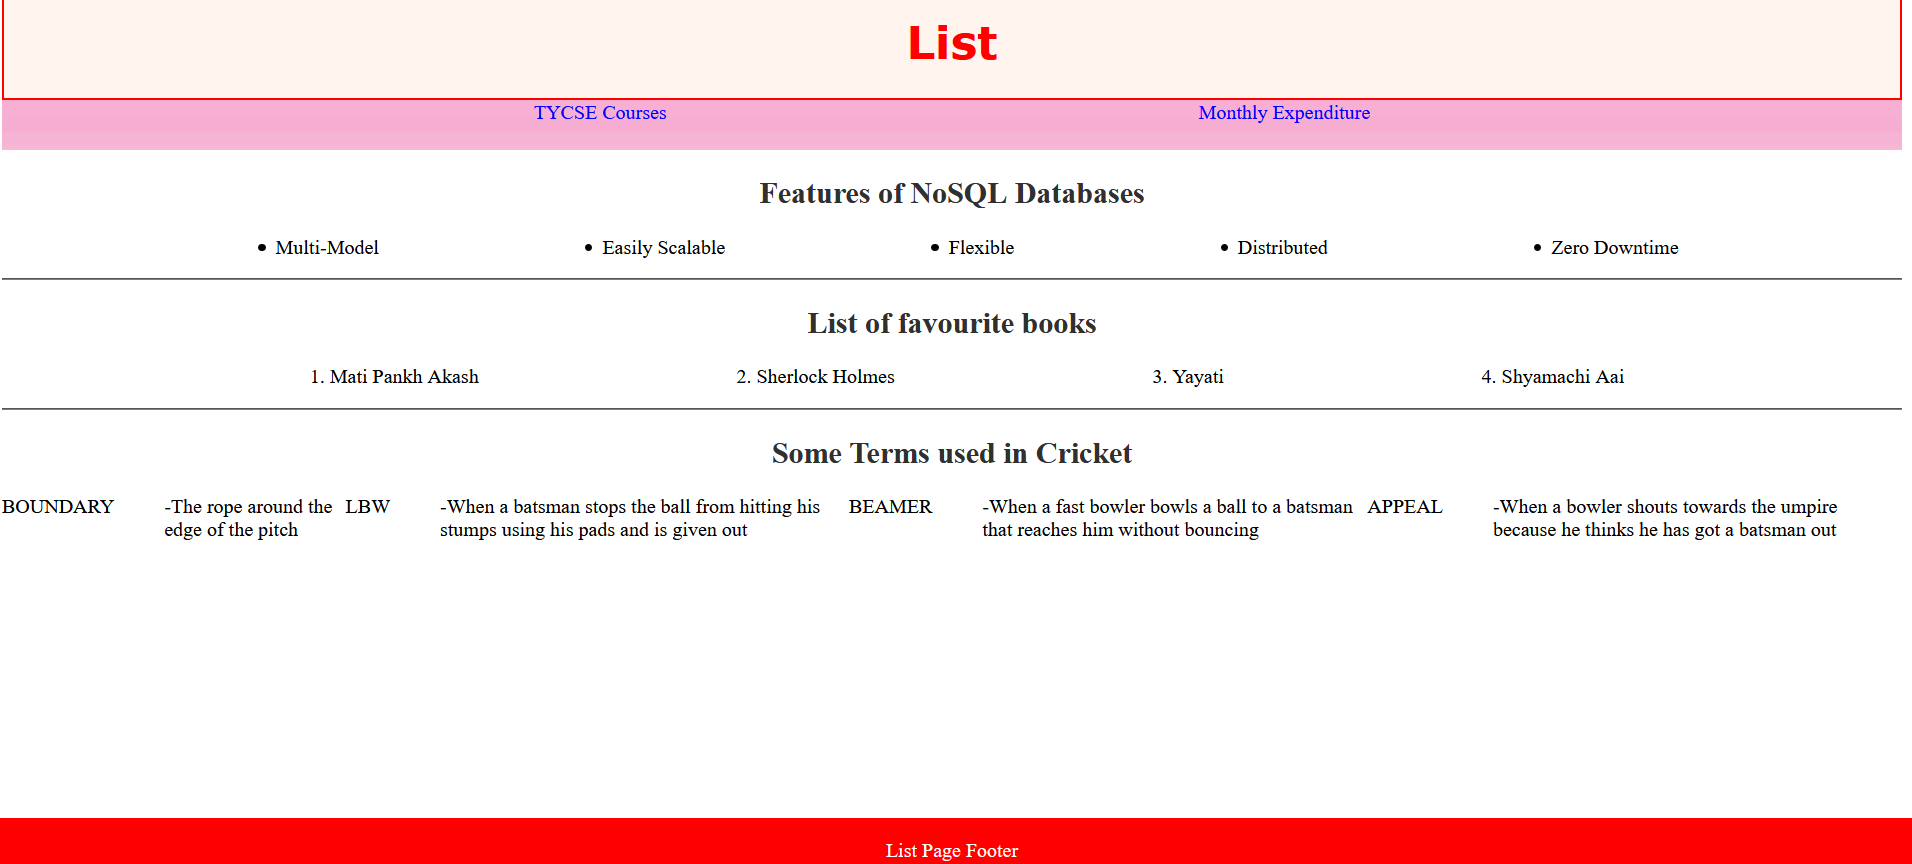 List
TYCSE Courses Monthly Expenditure
Features of NoSQL Databases
• Multi-Model • Easily Scalable • Flexible • Distributed • Zero Downtime
List of favourite books
1. Mati Pankh Akash 2. Sherlock Holmes 3. Yayati 4. Shyamachi Aai
Some Terms used in Cricket
BOUNDARY
-The rope around the
edge of the pitch
LBW
-When a batsman stops the ball from hitting his
stumps using his pads and is given out
BEAMER
-When a fast bowler bowls a ball to a batsman
that reaches him without bouncing
APPEAL
-When a bowler shouts towards the umpire
because he thinks he has got a batsman out
List Page Footer